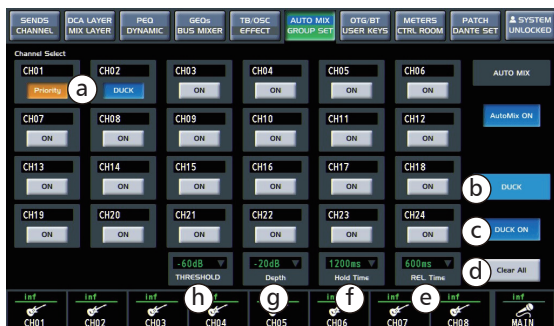 SENDS DCA LAYER PEQ GEQs TB/OSC AUTO MIX OTG/BT METERS PATCH SYSTEM
CHANNEL MIX LAYER DYNAMIC BUS MIXER EFFECT GROUP SET USER KEYS CTRL ROOM DANTE SET UNLOCKED
Channel Select
CH01 CH02 CH03 CH04 CH05 CH06 AUTO MIX
Priority a DUCK ON ON ON ON
CH07 CH08 CH09 CH10 CH11 CH12 AutoMix ON
ON ON ON ON ON ON
CH13 CH14 CH15 CH16 CH17 CH18
ON ON ON ON ON ON b DUCK
CH19 CH20 CH21 CH22 CH23 CH24
ON ON ON ON ON ON c DUCK ON
-60dB -20dB 1200ms 600ms d Clear All
THRESHOLD Depth Hold Time REL. Time
h g f e
inf inf inf inf inf inf inf
CH01 CH02 CH03 CH04 CH05 CH06 CH07 CH08 MAIN